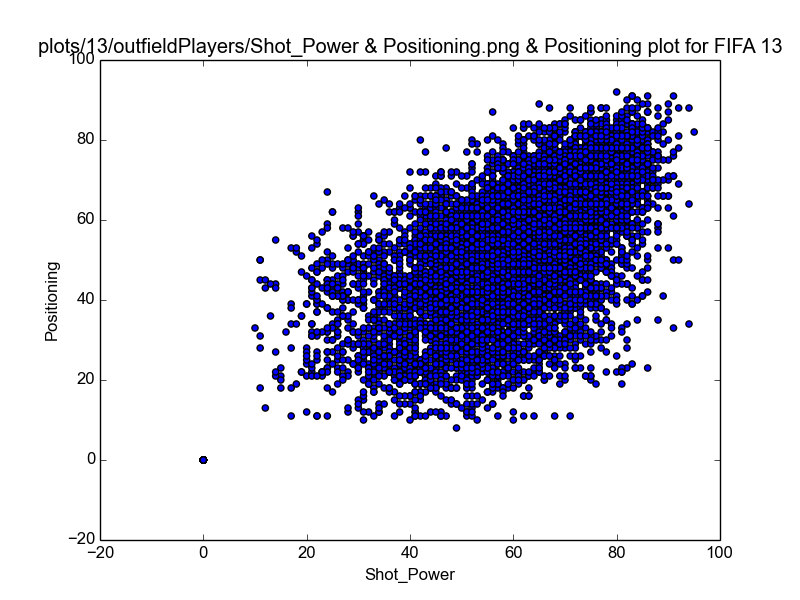 plots/13/outfieldPlayers/Shot_Power & Positioning.png & Positioning plot for FIFA 13
100
80
60
40
20
0
−20
Positioning
−20 0 20 40 60 80 100
Shot_Power